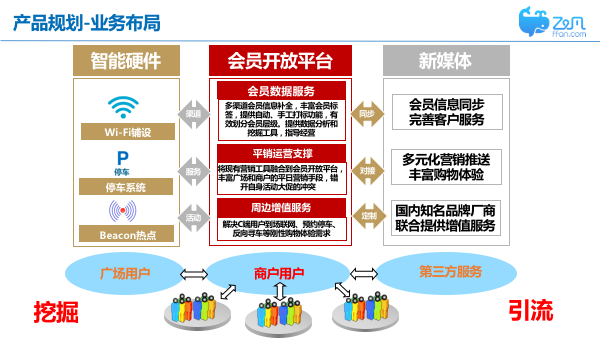 产品规划-业务布局
ffan.com
智能硬件
会员开放平台
新媒体
Wi-Fi铺设
P
停车
停车系统
Beacon热点
渠道
服务
活动
会员数据服务
多渠道会员信息补全，丰富会员标
签，提供自动、手工打标功能，有
效划分会员层级。提供数据分析和
挖掘工具，指导经营
平销运营支撑
将现有营销工具融合到会员开放平台，
丰富广场和商户的平日营销手段，错
开自身活动大促的冲突
周边增值服务
解决C端用户到场联网、预约停车、
反向寻车等刚性购物体验需求
同步
对接
定制
会员信息同步
完善客户服务
多元化营销推送
丰富购物体验
国内知名品牌厂商
联合提供增值服务
广场用户
商户用户
第三方服务
挖掘
引流